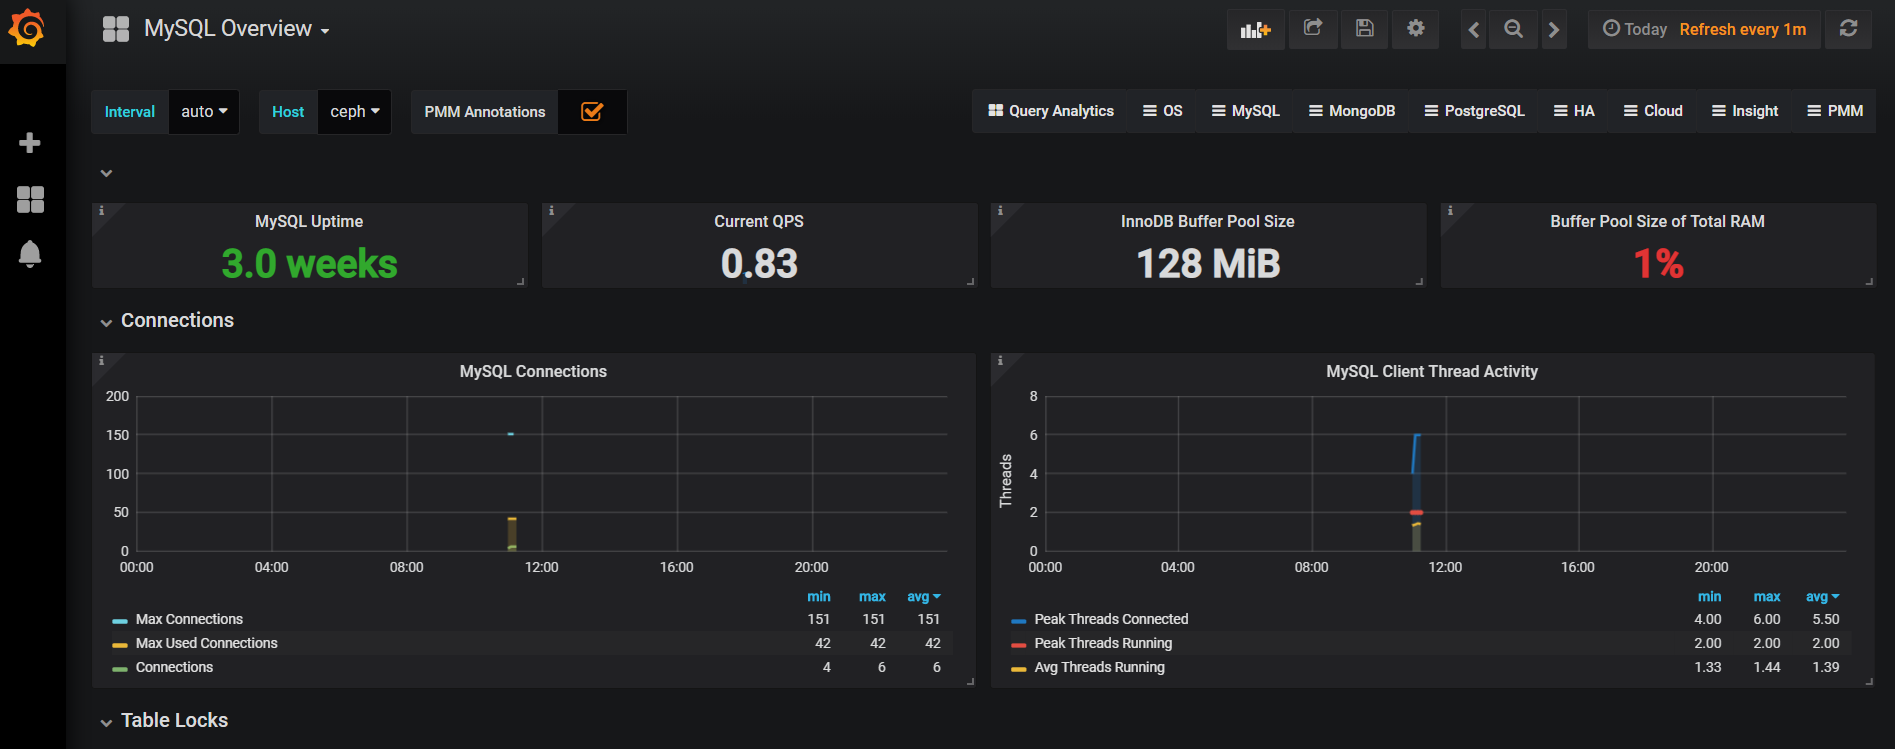 MySQL Overview
Today Refresh every 1m
Interval auto Host ceph PMM Annotations
Query Analytics OS MySQL MongoDB PostgreSQL HA Cloud Insight PMM
MySQL Uptime
3.0 weeks
Current QPS
0.83
InnoDB Buffer Pool Size
128 MiB
Buffer Pool Size of Total RAM
1%
Connections
MySQL Connections
200
150
100
50
0
00:00 04:00 08:00 12:00 16:00 20:00
min max avg
Max Connections 151 151 151
Max Used Connections 42 42 42
Connections 4 6 6
MySQL Client Thread Activity
Threads
8
6
4
2
0
00:00 04:00 08:00 12:00 16:00 20:00
min max avg
Peak Threads Connected 4.00 6.00 5.50
Peak Threads Running 2.00 2.00 2.00
Avg Threads Running 1.33 1.44 1.39
Table Locks